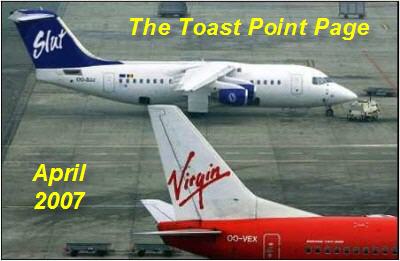 Slut
The Toast Point Page
April
2007
Virgin
OO-VEX